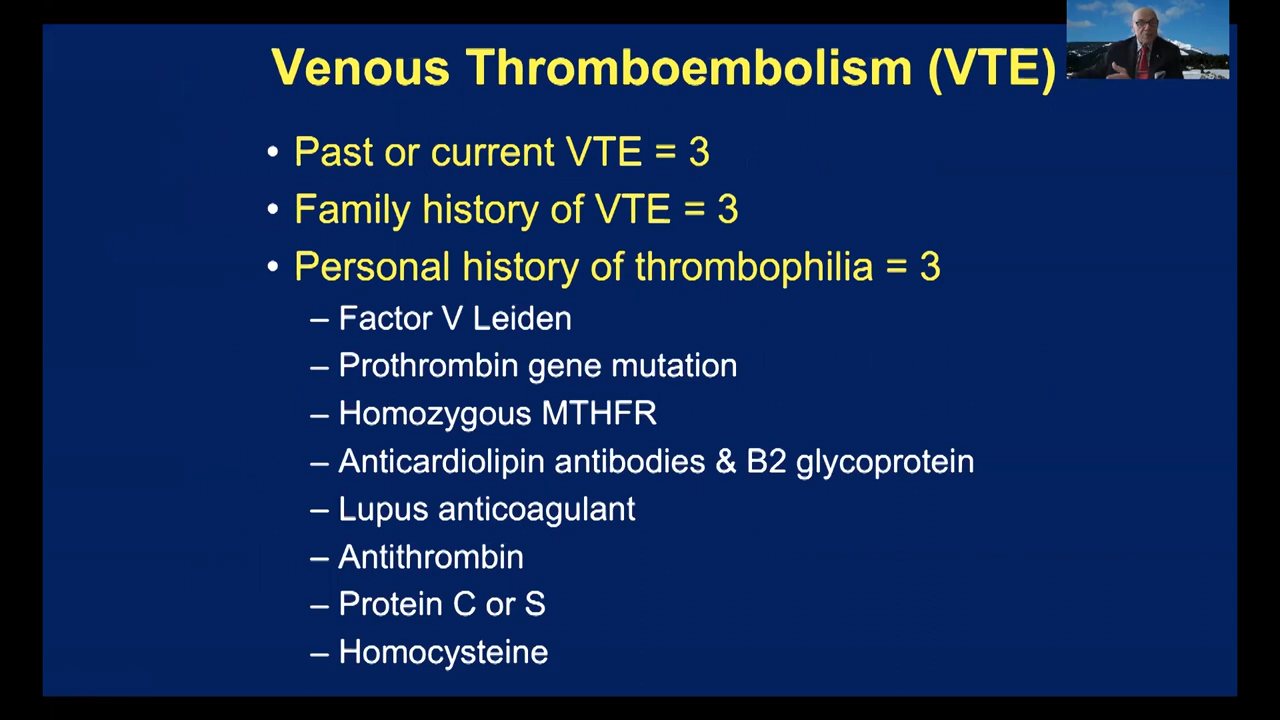 Venous Thromboembolism (VTE)
• Past or current VTE = 3
• Family history of VTE = 3
• Personal history of thrombophilia = 3
– Factor V Leiden
– Prothrombin gene mutation
– Homozygous MTHFR
– Anticardiolipin antibodies & B2 glycoprotein
– Lupus anticoagulant
– Antithrombin
– Protein C or S
– Homocysteine